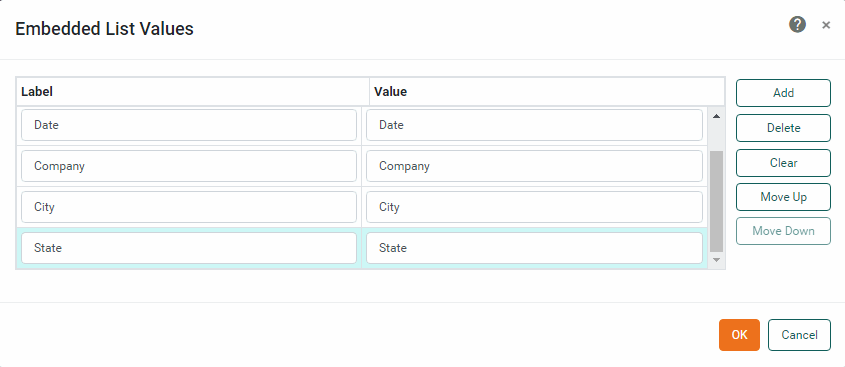 Embedded List Values ? ×
Label Value Add
Date Date Delete
Company Company Clear
City City Move Up
State State Move Down
OK Cancel